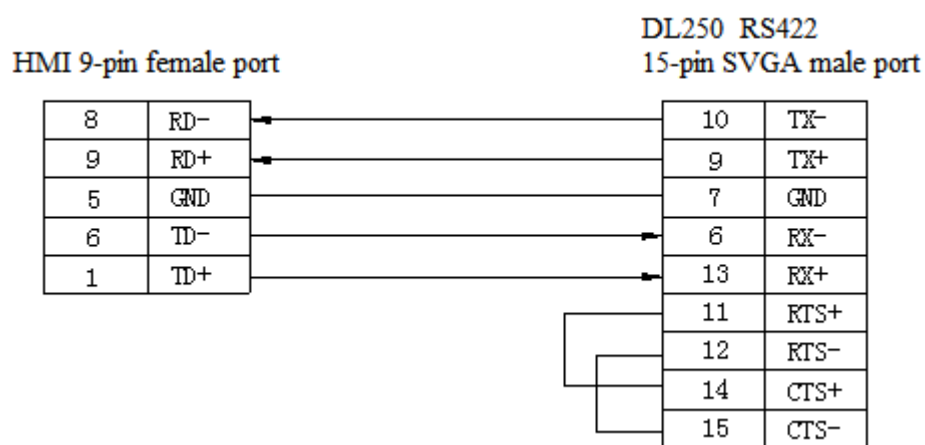 DL250 RS422
HMI 9-pin female port 15-pin SVGA male port
8 RD- 10 TX-
9 RD+ 9 TX+
5 GND 7 GND
6 TD- 6 RX-
1 TD+ 13 RX+
11 RTS+
12 RTS-
14 CTS+
15 CTS-